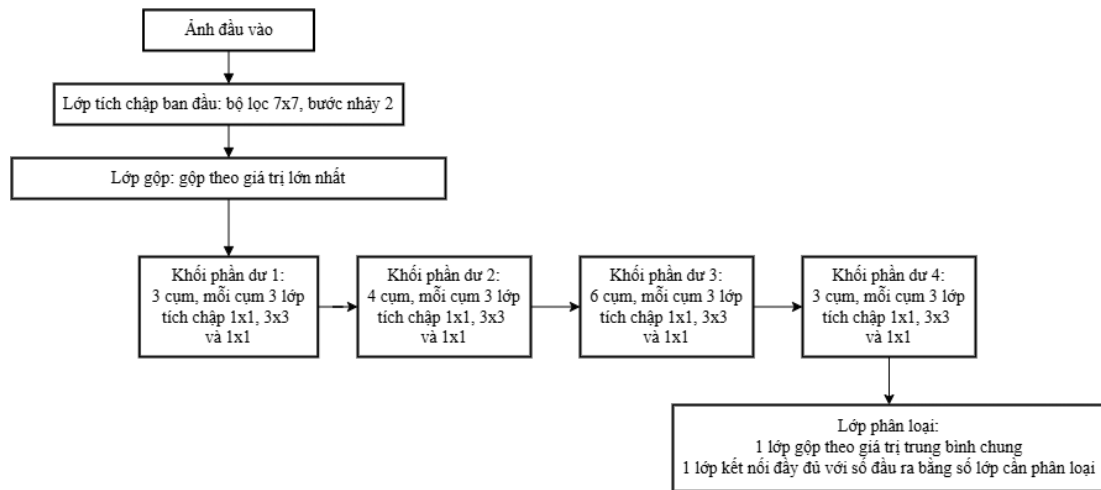 Ảnh đầu vào
Lớp tích chập ban đầu: bộ lọc 7x7, bước nhảy 2
Lớp gộp: gộp theo giá trị lớn nhất
Khối phần dư 1:
3 cụm, mỗi cụm 3 lớp
tích chập 1x1, 3x3
và 1x1
Khối phần dư 2:
4 cụm, mỗi cụm 3 lớp
tích chập 1x1, 3x3
và 1x1
Khối phần dư 3:
6 cụm, mỗi cụm 3 lớp
tích chập 1x1, 3x3
và 1x1
Khối phần dư 4:
3 cụm, mỗi cụm 3 lớp
tích chập 1x1, 3x3
và 1x1
Lớp phân loại:
1 lớp gộp theo giá trị trung bình chung
1 lớp kết nối đầy đủ với số đầu ra bằng số lớp cần phân loại